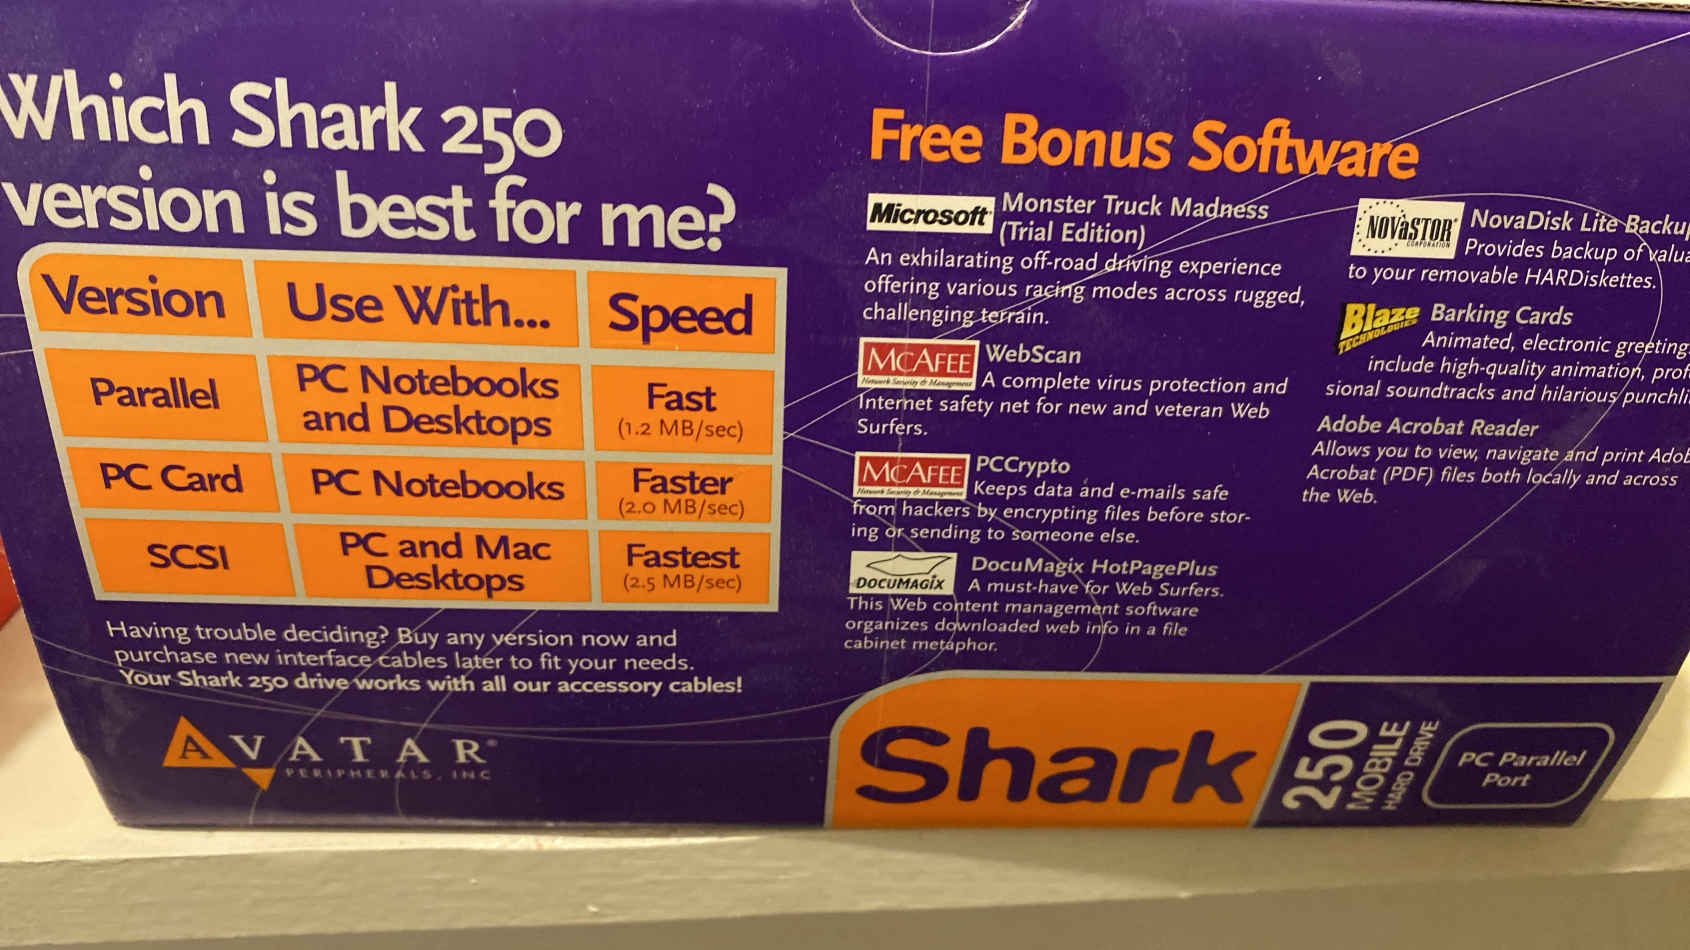 Which Shark 250
version is best for me?
Version Use With... Speed
Parallel PC Notebooks
and Desktops Fast
(1.2 MB/sec)
PC Card PC Notebooks Faster
(2.0 MB/sec)
SCSI PC and Mac
Desktops Fastest
(2.5 MB/sec)
Having trouble deciding? Buy any version now and
purchase new interface cables later to fit your needs.
Your Shark 250 drive works with all our accessory cables!
AVATAR®
PERIPHERALS, INC
Free Bonus Software
Microsoft® Monster Truck Madness
(Trial Edition)
An exhilarating off-road driving experience
offering various racing modes across rugged,
challenging terrain.
McAFEE WebScan
Network Security & Management A complete virus protection and
Internet safety net for new and veteran Web
Surfers.
McAFEE PCCrypto
Network Security & Management Keeps data and e-mails safe
from hackers by encrypting files before stor-
ing or sending to someone else.
DOCUMAGIX DocuMagix HotPagePlus
A must-have for Web Surfers.
This Web content management software
organizes downloaded web info in a file
cabinet metaphor.
NOVASTOR® NovaDisk Lite
CORPORATION Provides backup of
to your removable HARDiskettes.
Blaze Barking Cards
TECHNOLOGIES Animated, electronic
include high-quality animation,
sional soundtracks and hilarious
Adobe Acrobat Reader
Allows you to view, navigate and print
Acrobat (PDF) files both locally and across
the Web.
Shark
250
MOBILE
HARD DRIVE
PC Parallel
Port